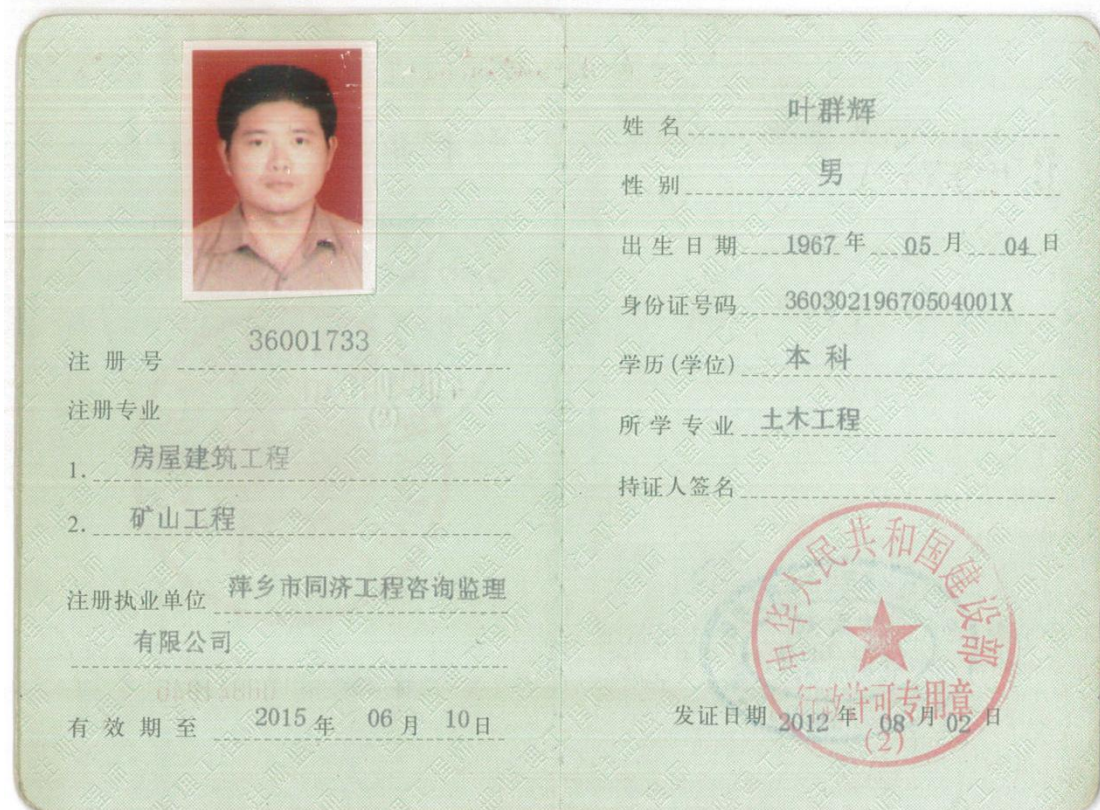 注 册 号 36001733
注册专业
1. 房屋建筑工程
2. 矿山工程
注册执业单位 萍乡市同济工程咨询监理
有限公司
有 效 期 至 2015 年 06 月 10 日
姓 名 叶群辉
性 别 男
出 生 日 期 1967 年 05 月 04 日
身份证号码 36030219670504001X
学历(学位) 本 科
所 学 专 业 土木工程
持证人签名
中华人民共和国建设部
行政许可专用章
(2)
发证日期 2012 年 08 月 02 日